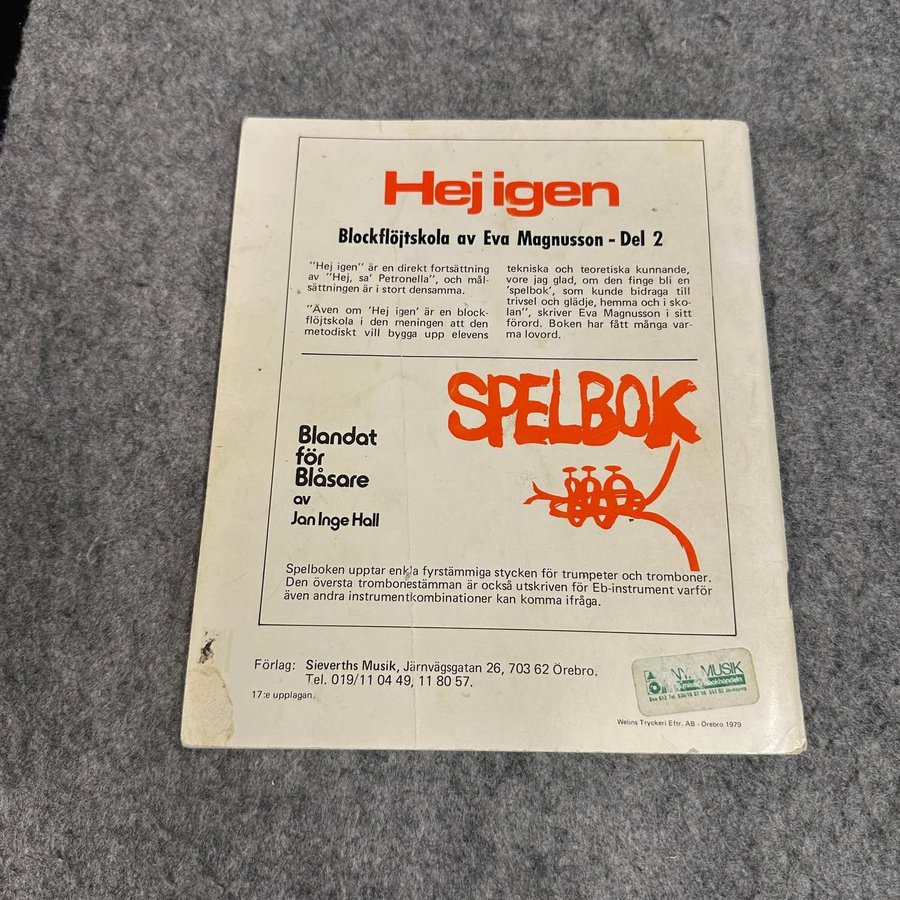 Hej igen
Blockflöjtskola av Eva Magnusson - Del 2
"Hej igen" är en direkt fortsättning
av "Hej, sa' Petronella", och mål-
sättningen är i stort densamma.
"Även om 'Hej igen' är en block-
flöjtskola i den meningen att den
metodiskt vill bygga upp elevens
tekniska och teoretiska kunnande,
vore jag glad, om den finge bli en
'spelbok', som kunde bidraga till
trivsel och glädje, hemma och i sko-
lan", skriver Eva Magnusson i sitt
förord. Boken har fått många var-
ma lovord.
SPELBOK
Blandat
för
Blåsare
av
Jan Inge Hall
Spelboken upptar enkla fyrstämmiga stycken för trumpeter och tromboner.
Den översta trombonestämman är också utskriven för Eb-instrument varför
även andra instrumentkombinationer kan komma ifråga.
Förlag: Sieverths Musik, Järnvägsgatan 26, 703 62 Örebro.
Tel. 019/11 04 49, 11 80 57.
17:e upplagan.
NYA MUSIK
Welins Tryckeri Eftr. AB - Örebro 1979